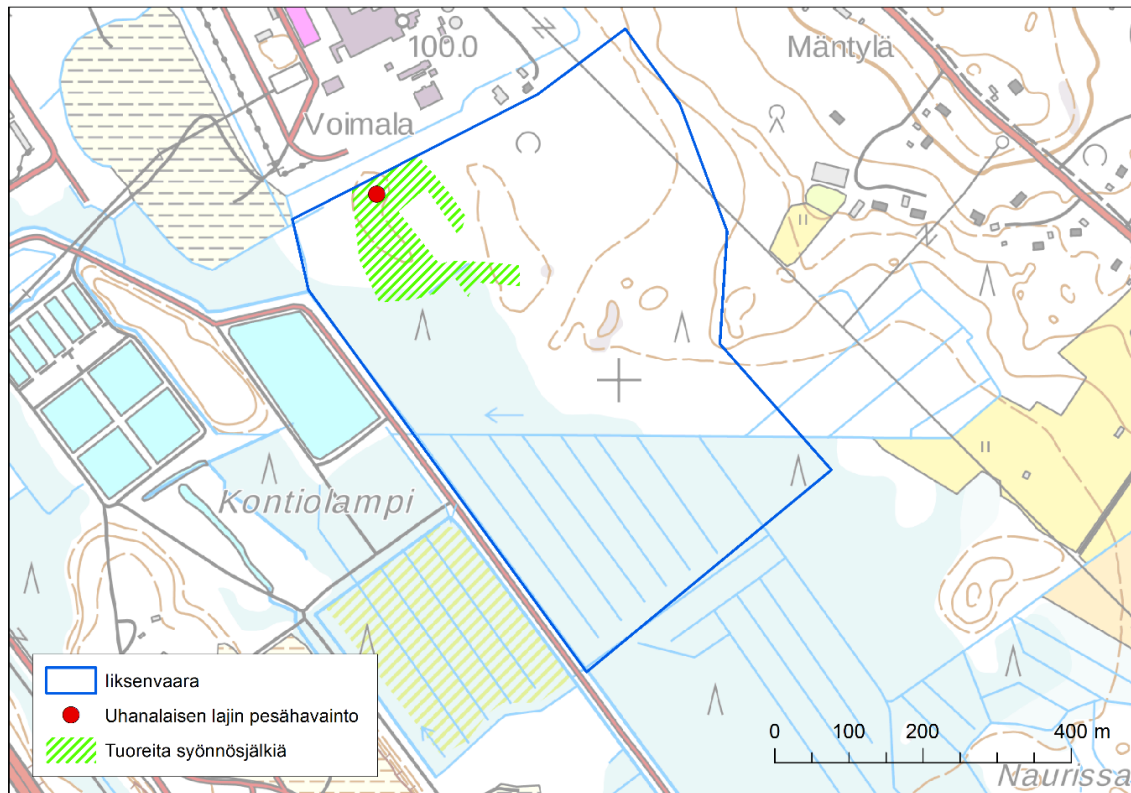 100.0
Mäntylä
Voimala
Kontiolampi
Iiksenvaara
Uhanalaisen lajin pesähavainto
Tuoreita syönnösjälkiä
0 100 200 400 m
Naurissa